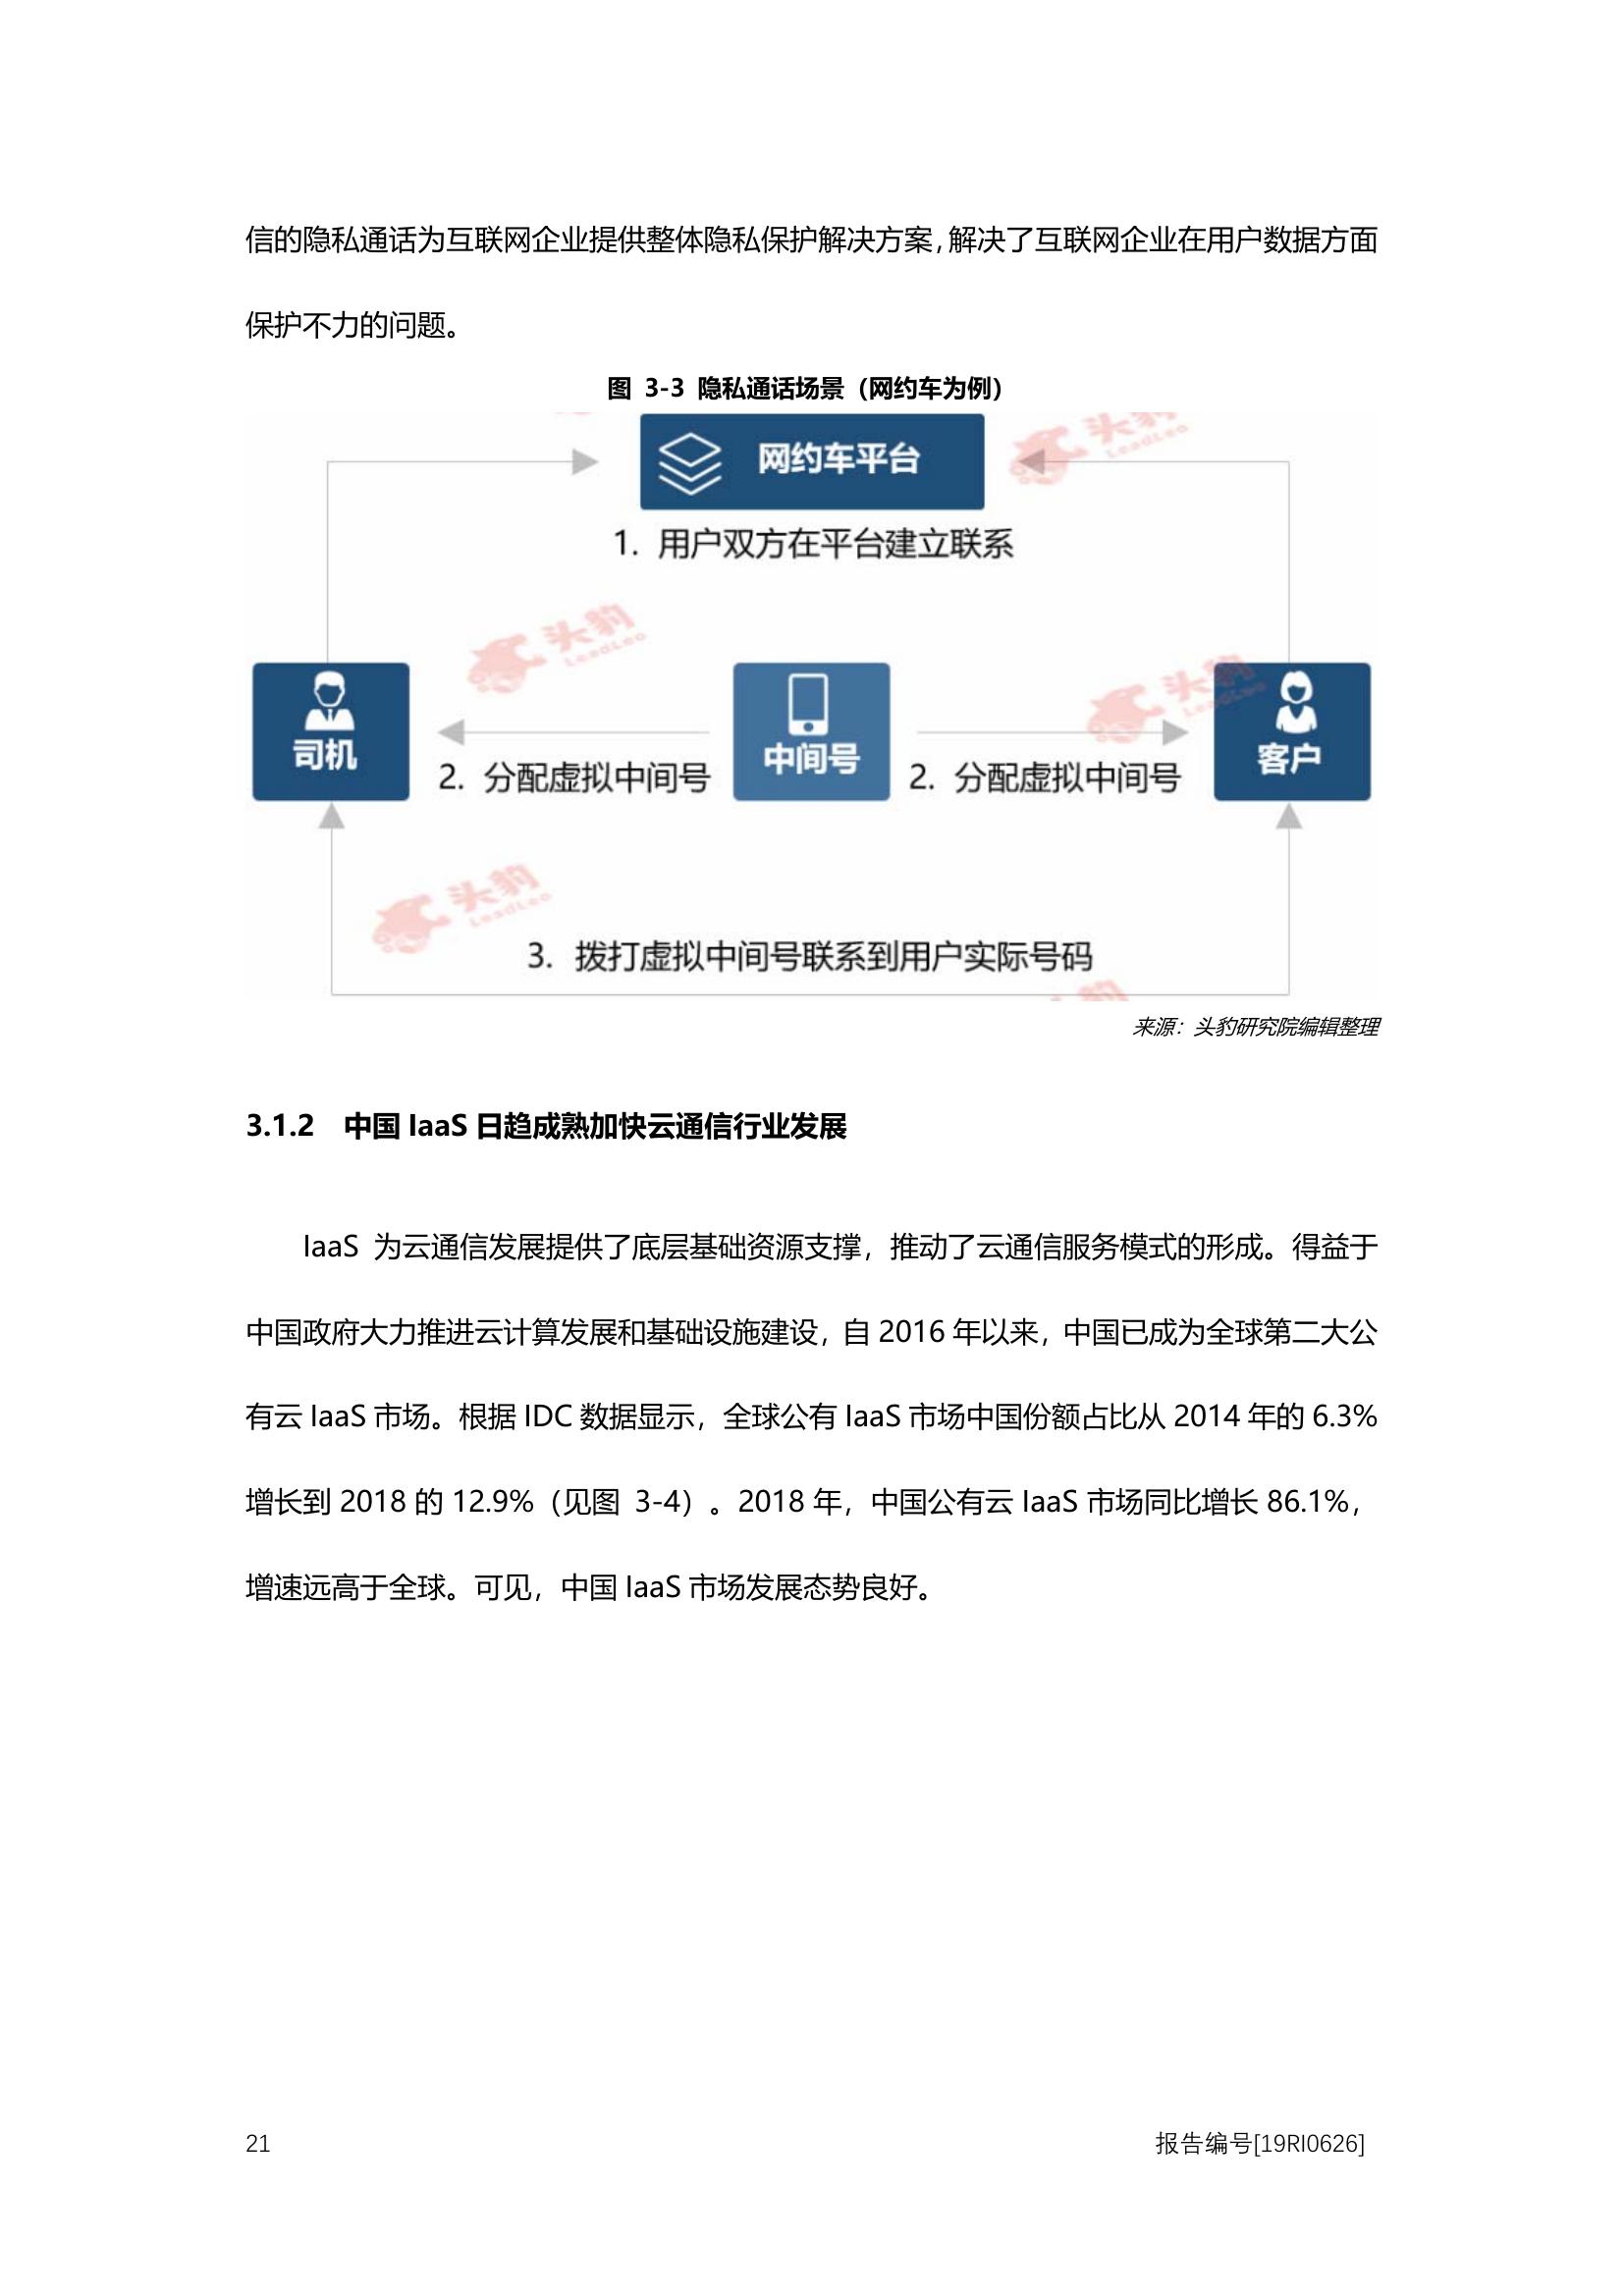 信的隐私通话为互联网企业提供整体隐私保护解决方案，解决了互联网企业在用户数据方面
保护不力的问题。
图 3-3 隐私通话场景（网约车为例）
网约车平台
头豹
LeadLeo
1. 用户双方在平台建立联系
头豹
LeadLeo
头豹
LeadLeo
司机
中间号
客户
2. 分配虚拟中间号
2. 分配虚拟中间号
头豹
LeadLeo
3. 拨打虚拟中间号联系到用户实际号码
来源：头豹研究院编辑整理
3.1.2 中国 IaaS 日趋成熟加快云通信行业发展
IaaS 为云通信发展提供了底层基础资源支撑，推动了云通信服务模式的形成。得益于
中国政府大力推进云计算发展和基础设施建设，自 2016 年以来，中国已成为全球第二大公
有云 IaaS 市场。根据 IDC 数据显示，全球公有 IaaS 市场中国份额占比从 2014 年的 6.3%
增长到 2018 的 12.9%（见图 3-4）。2018 年，中国公有云 IaaS 市场同比增长 86.1%，
增速远高于全球。可见，中国 IaaS 市场发展态势良好。
21
报告编号[19RI0626]